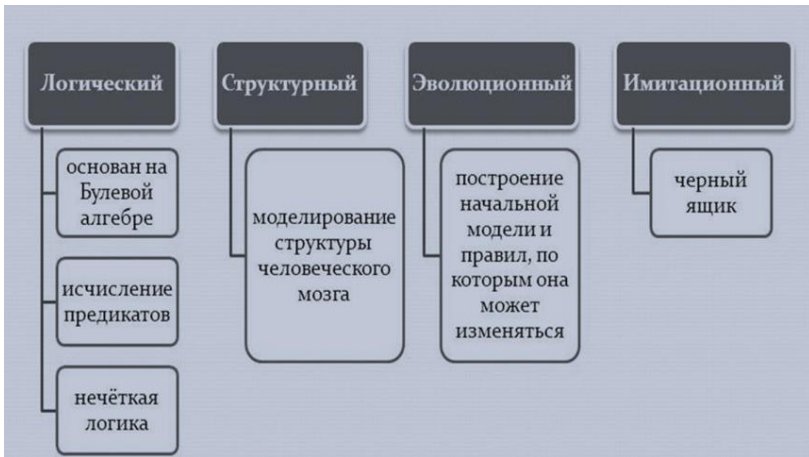 Логический
основан на
Булевой
алгебре
исчисление
предикатов
нечёткая
логика
Структурный
моделирование
структуры
человеческого
мозга
Эволюционный
построение
начальной
модели и
правил, по
которым она
может
изменяться
Имитационный
черный
ящик